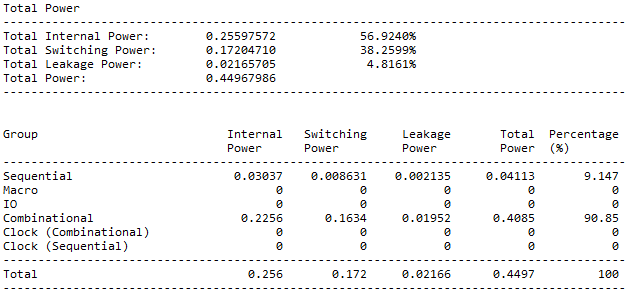 Total Power
-----------------------------------------------------------------------------------------
Total Internal Power:        0.25597572            56.9240%
Total Switching Power:       0.17204710            38.2599%
Total Leakage Power:         0.02165705             4.8161%
Total Power:                 0.44967986
-----------------------------------------------------------------------------------------
Group                           Internal   Switching     Leakage       Total  Percentage
                                Power      Power         Power         Power  (%)
-----------------------------------------------------------------------------------------
Sequential                       0.03037    0.008631    0.002135     0.04113       9.147
Macro                                  0           0           0           0           0
IO                                     0           0           0           0           0
Combinational                     0.2256      0.1634     0.01952      0.4085       90.85
Clock (Combinational)                  0           0           0           0           0
Clock (Sequential)                     0           0           0           0           0
-----------------------------------------------------------------------------------------
Total                              0.256       0.172     0.02166      0.4497         100
-----------------------------------------------------------------------------------------